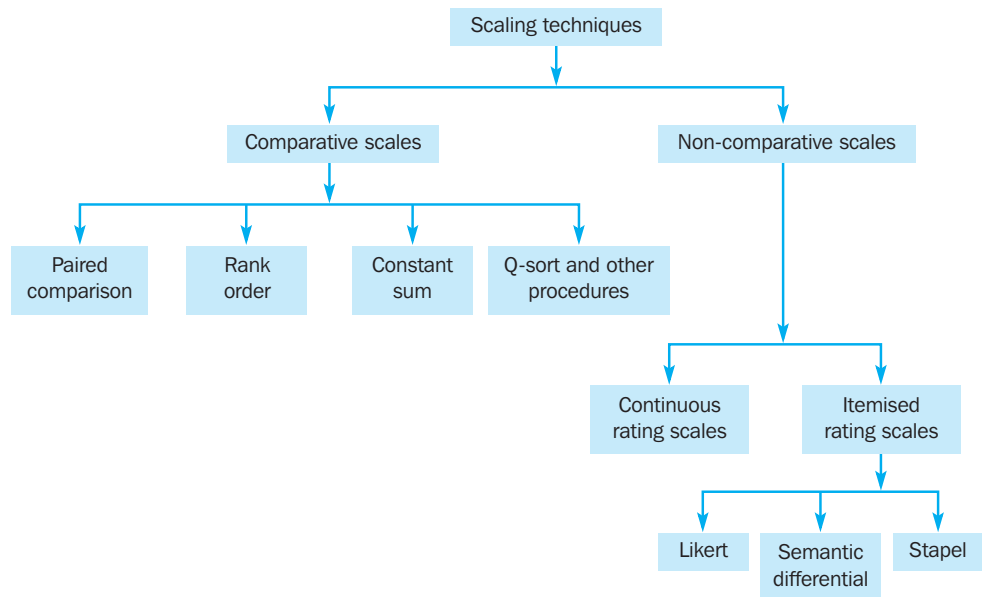 Scaling techniques
Comparative scales
Non-comparative scales
Paired
comparison
Rank
order
Constant
sum
Q-sort and other
procedures
Continuous
rating scales
Itemised
rating scales
Likert
Semantic
differential
Stapel